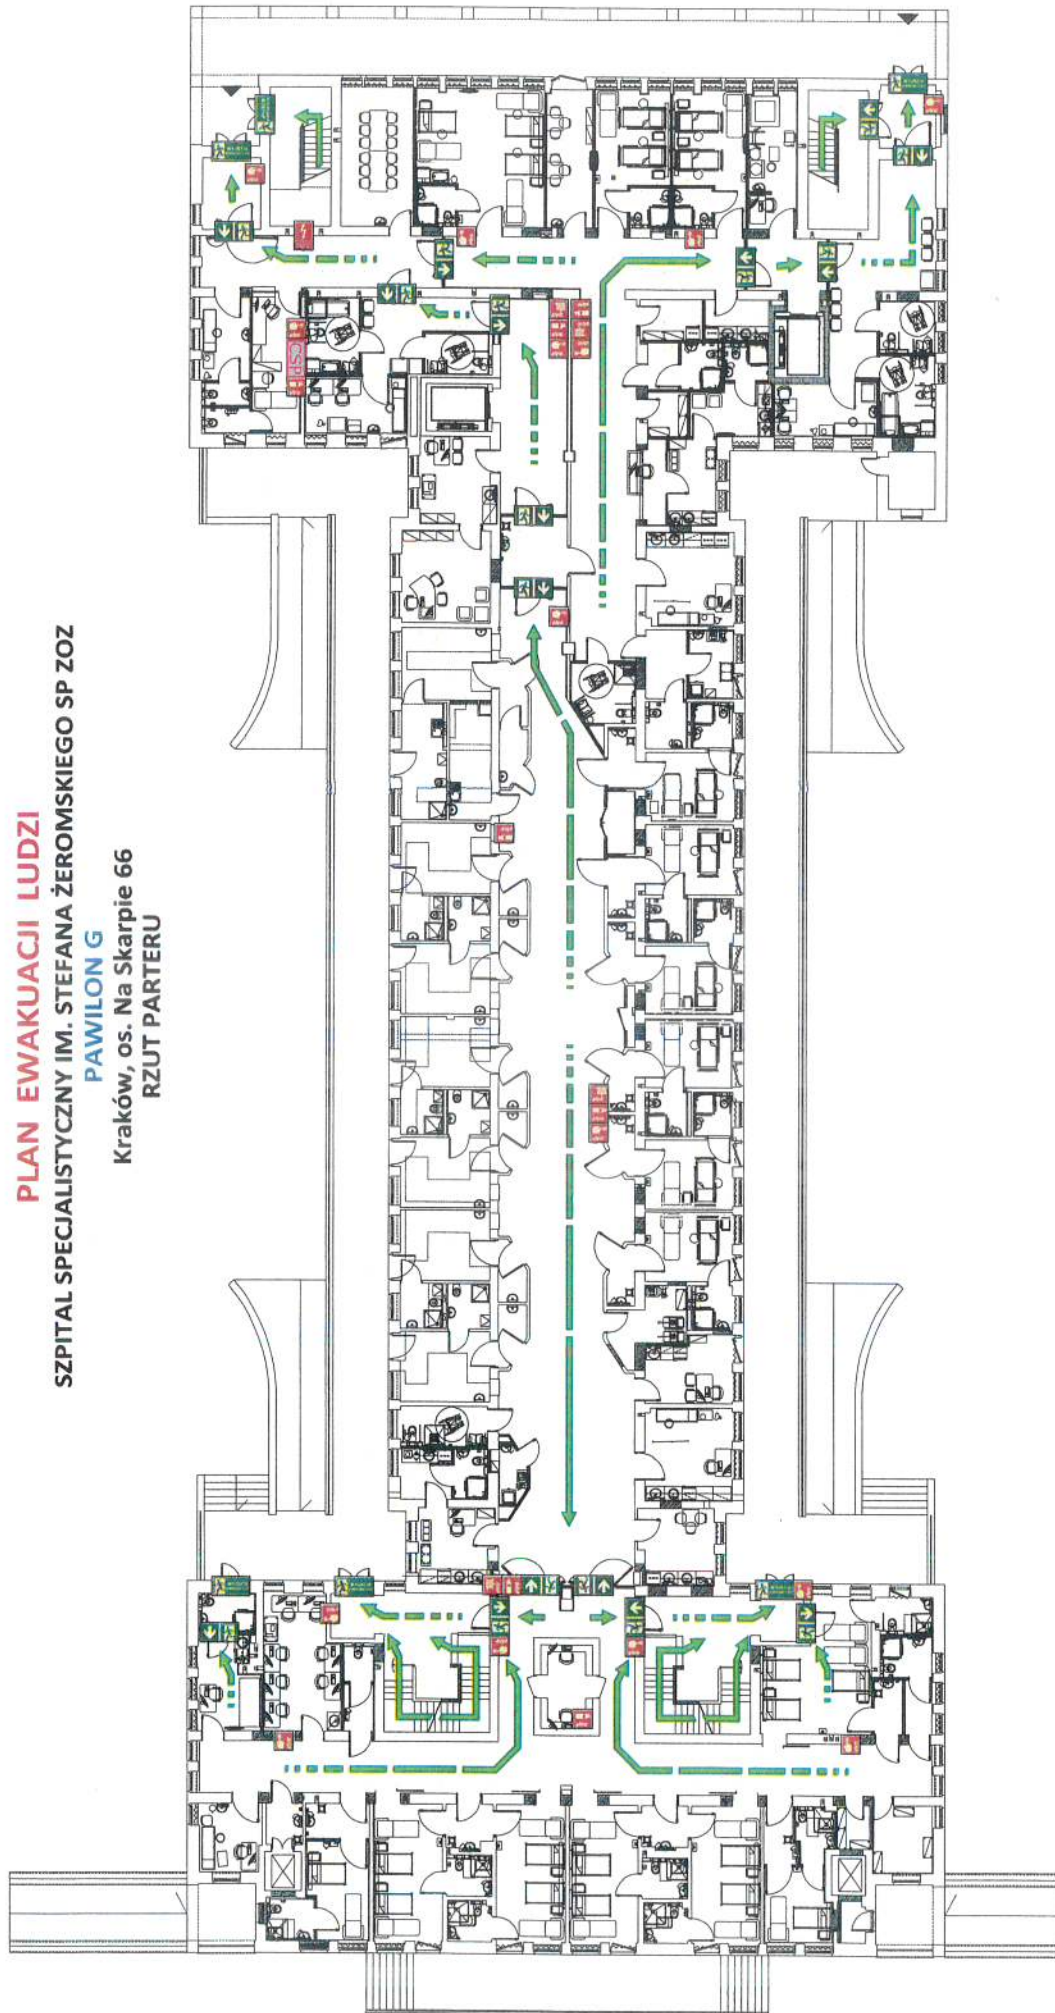 PLAN EWAKUACJI LUDZI
SZPITAL SPECJALISTYCZNY IM. STEFANA ŻEROMSKIEGO SP ZOZ
PAWILON G
Kraków, os. Na Skarpie 66
RZUT PARTERU